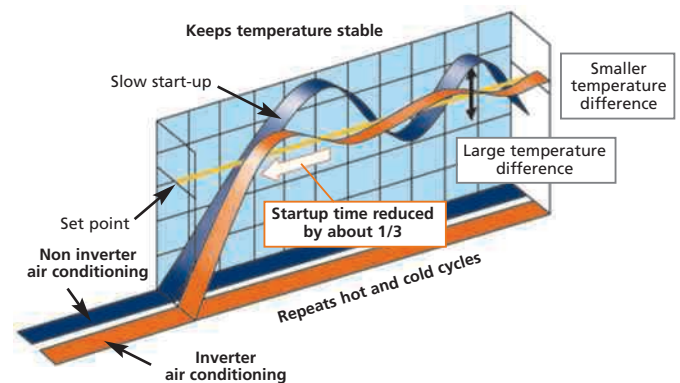 Keeps temperature stable
Slow start-up
Smaller
temperature
difference
Large temperature
difference
Set point
Startup time reduced
by about 1/3
Non inverter
air conditioning
Repeats hot and cold cycles
Inverter
air conditioning